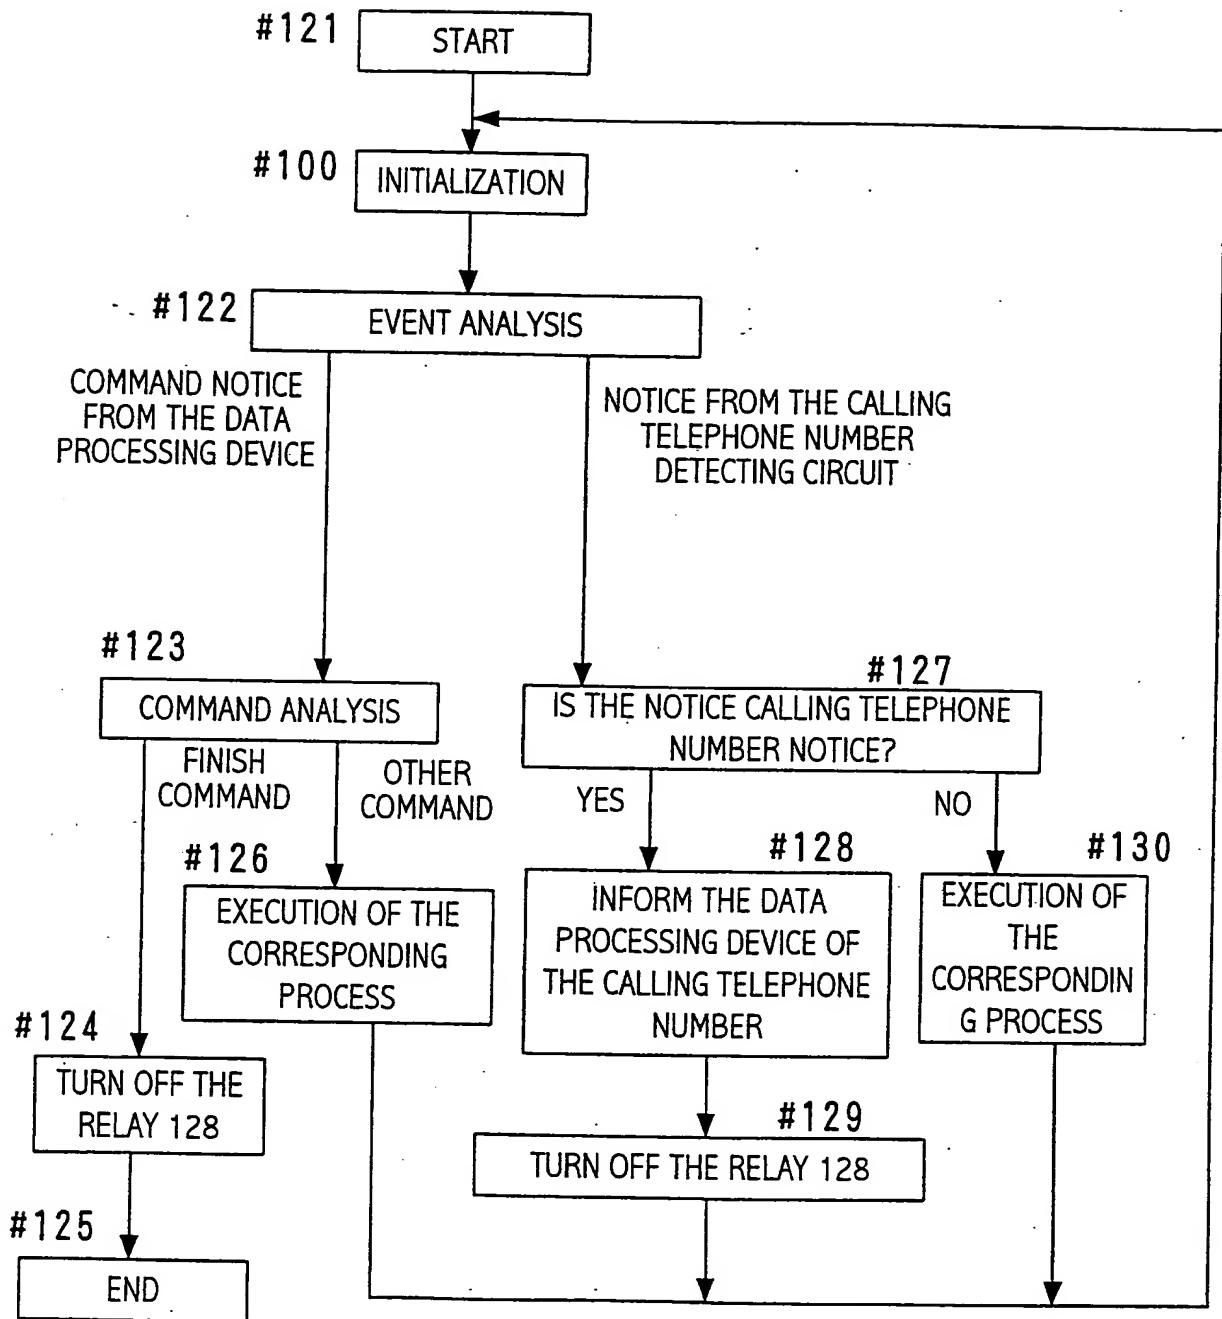 #121
START
#100
INITIALIZATION
#122
EVENT ANALYSIS
COMMAND NOTICE
FROM THE DATA
PROCESSING DEVICE
NOTICE FROM THE CALLING
TELEPHONE NUMBER
DETECTING CIRCUIT
#123
COMMAND ANALYSIS
#127
IS THE NOTICE CALLING TELEPHONE
NUMBER NOTICE?
FINISH
COMMAND
OTHER
COMMAND
YES
NO
#126
EXECUTION OF THE
CORRESPONDING
PROCESS
#128
INFORM THE DATA
PROCESSING DEVICE OF
THE CALLING TELEPHONE
NUMBER
#130
EXECUTION OF
THE
CORRESPONDIN
G PROCESS
#124
TURN OFF THE
RELAY 128
#129
TURN OFF THE RELAY 128
#125
END